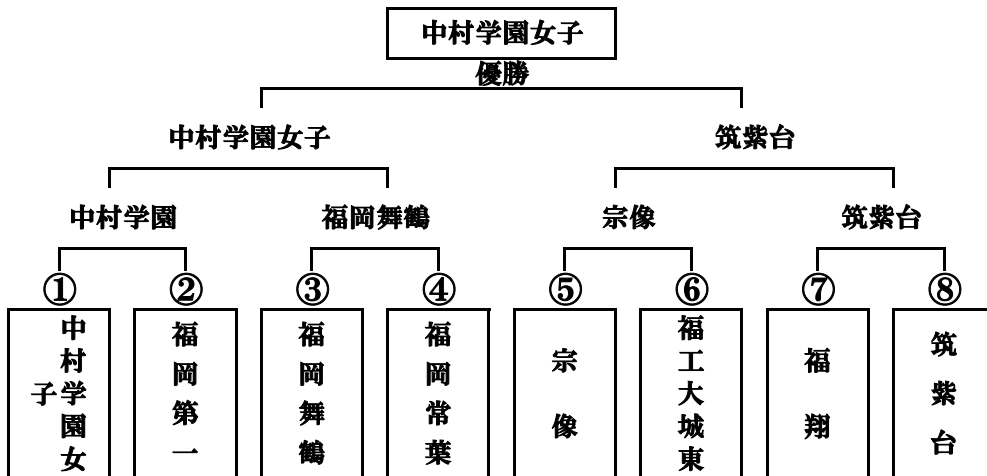 中村学園女子
優勝
中村学園女子
筑紫台
中村学園
福岡舞鶴
宗像
筑紫台
①
②
③
④
⑤
⑥
⑦
⑧
中村学園女
子
福岡第一
福岡舞鶴
福岡常葉
宗像
福工大城東
福翔
筑紫台